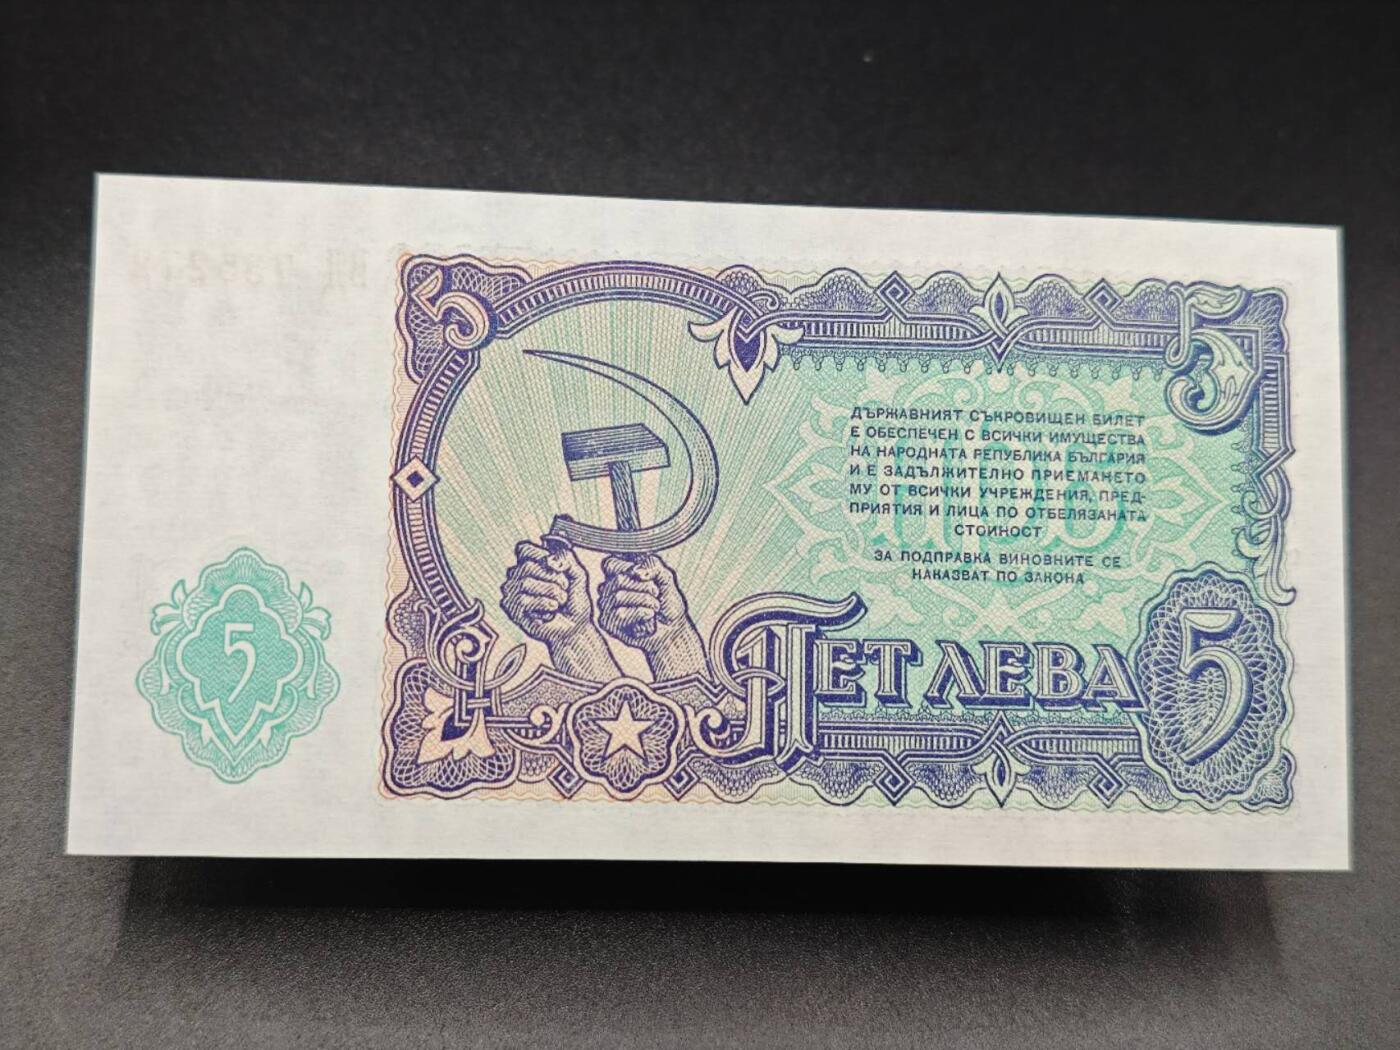 5
5
ДЪРЖАВНИЯТ СЪКРОВИЩЕН БИЛЕТ
Е ОБЕСПЕЧЕН С ВСИЧКИ ИМУЩЕСТВА
НА НАРОДНАТА РЕПУБЛИКА БЪЛГАРИЯ
И Е ЗАДЪЛЖИТЕЛНО ПРИЕМАНЕТО
МУ ОТ ВСИЧКИ УЧРЕЖДЕНИЯ, ПРЕД-
ПРИЯТИЯ И ЛИЦА ПО ОТБЕЛЯЗАНАТА
СТОЙНОСТ
ЗА ПОДПРАВКА ВИНОВНИТЕ СЕ
НАКАЗВАТ ПО ЗАКОНА
5
ПЕТ ЛЕВА
5